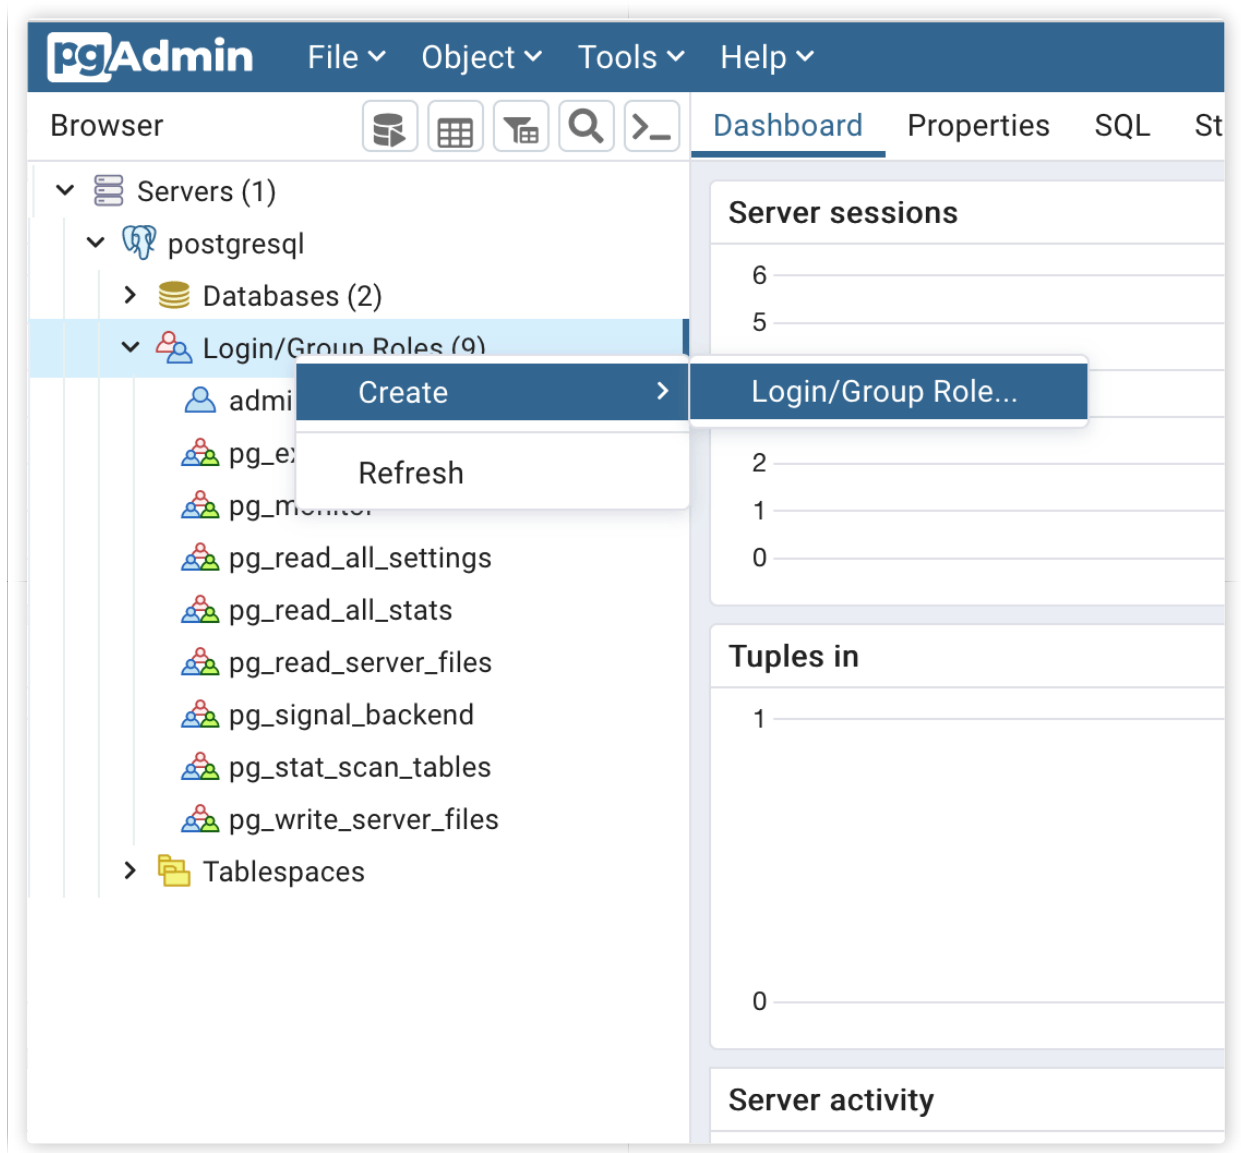 pgAdmin File Object Tools Help
Browser
Dashboard Properties SQL
Servers (1)
postgresql
Databases (2)
Login/Group Roles (9)
Create
Login/Group Role...
Refresh
pg_read_all_settings
pg_read_all_stats
pg_read_server_files
pg_signal_backend
pg_stat_scan_tables
pg_write_server_files
Tablespaces
Server sessions
6
5
2
1
0
Tuples in
1
0
Server activity